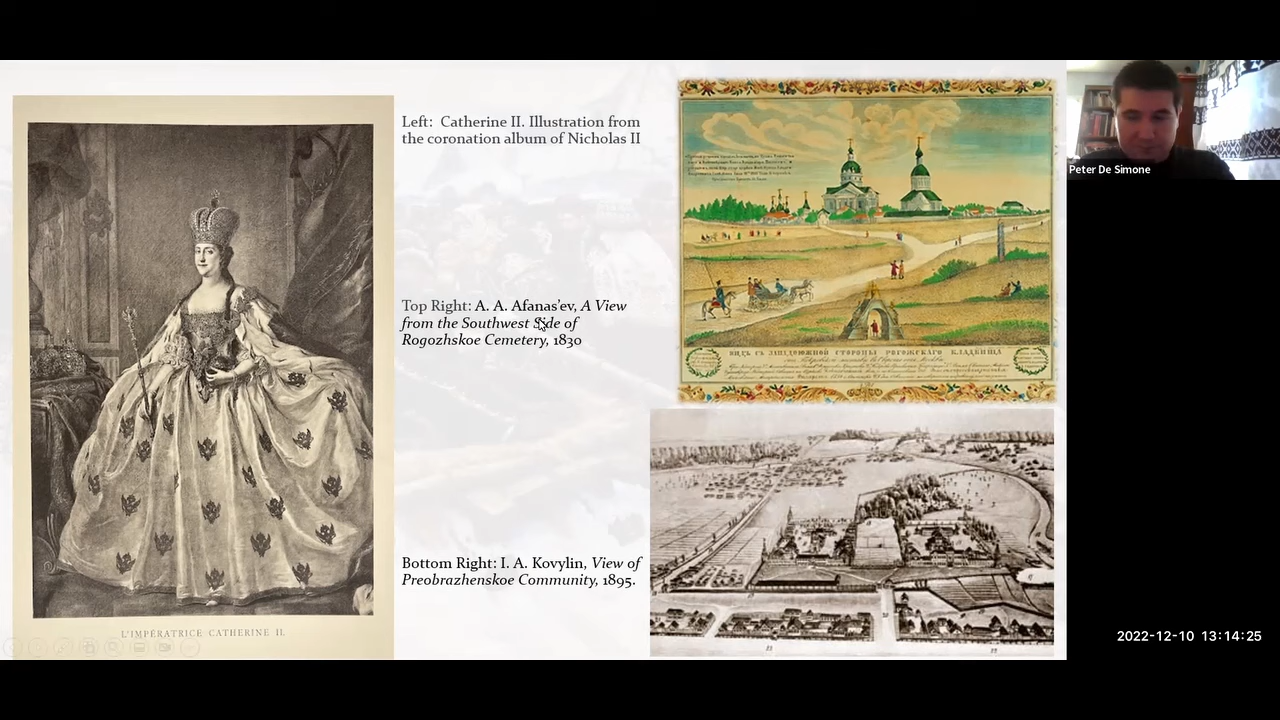 Left: Catherine II. Illustration from
the coronation album of Nicholas II
Top Right: A. A. Afanas'ev, A View
from the Southwest Side of
Rogozhskoe Cemetery, 1830
Bottom Right: I. A. Kovylin, View of
Preobrazhenskoe Community, 1895.
L'IMPÉRATRICE CATHERINE II.
ВИДЪ СЪ ЗАПАДОЮЖНОЙ СТОРОНЫ РОГОЖСКАГО КЛАДБИЩА
Peter De Simone
2022-12-10 13:14:25